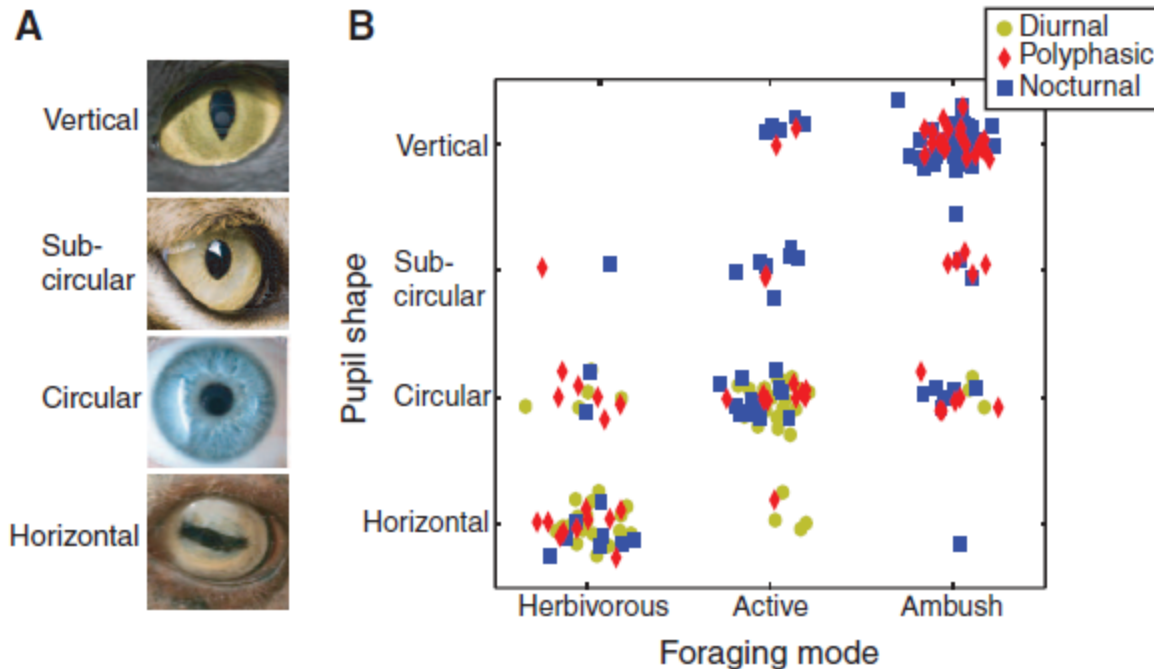 A
Vertical
Sub-
circular
Circular
Horizontal
B
Diurnal
Polyphasic
Nocturnal
Pupil shape
Vertical
Sub-
circular
Circular
Horizontal
Herbivorous
Active
Ambush
Foraging mode